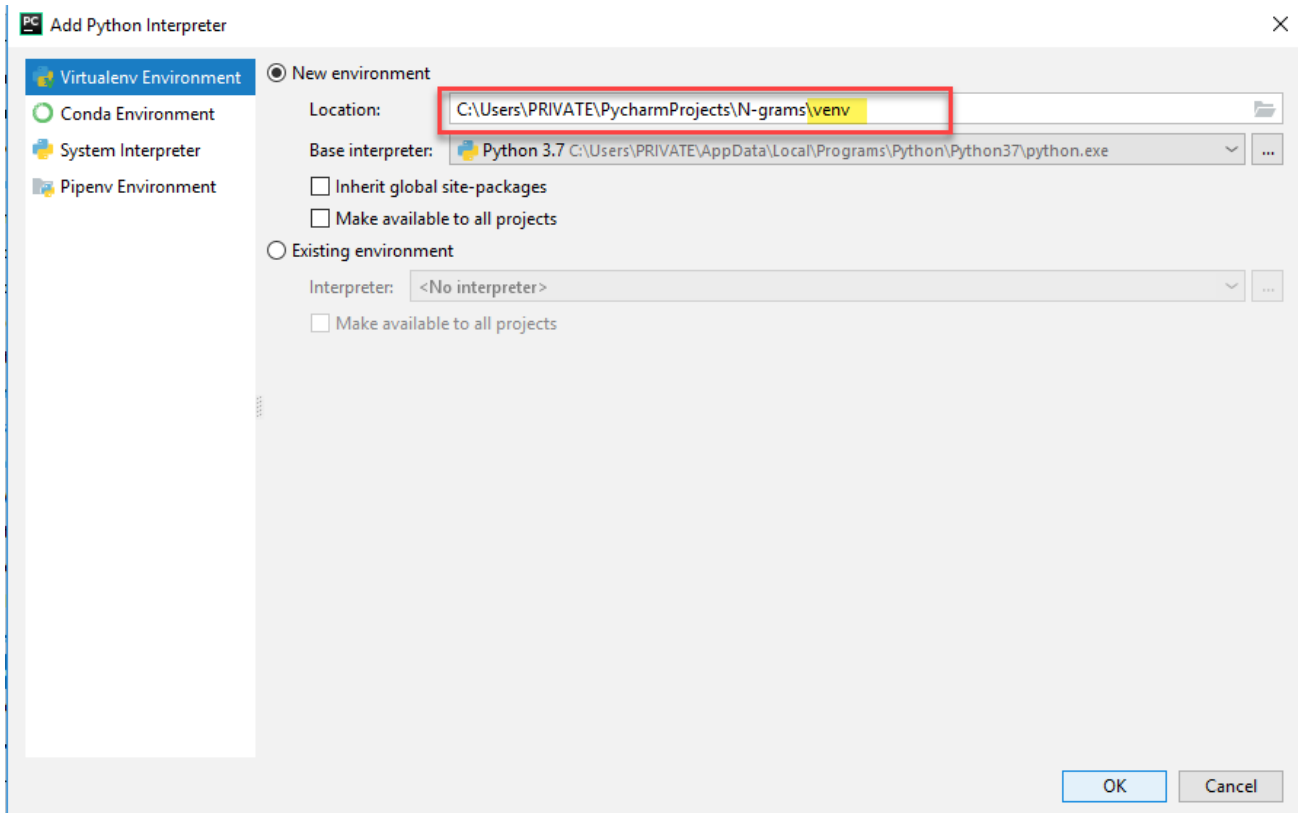 PC Add Python Interpreter
Virtualenv Environment
Conda Environment
System Interpreter
Pipenv Environment
New environment
Location: C:\Users\PRIVATE\PycharmProjects\N-grams\venv
Base interpreter: Python 3.7 C:\Users\PRIVATE\AppData\Local\Programs\Python\Python37\python.exe ...
Inherit global site-packages
Make available to all projects
Existing environment
Interpreter: <No interpreter> ...
Make available to all projects
OK Cancel